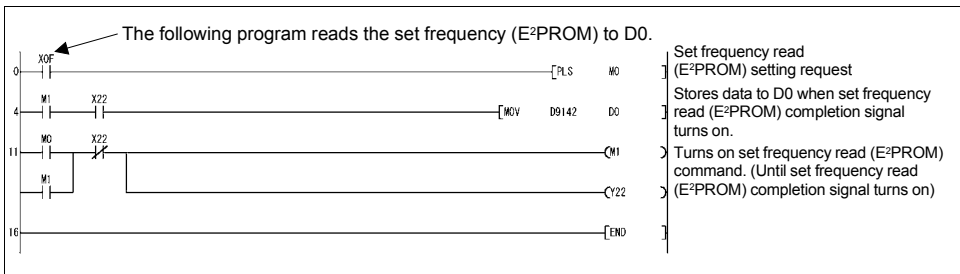 The following program reads the set frequency (E²PROM) to D0.
X0F
0
PLS M0
Set frequency read
(E²PROM) setting request
M1 X22
4
MOV D9142 D0
Stores data to D0 when set frequency
read (E²PROM) completion signal
turns on.
M0 X22
11
M1
Turns on set frequency read (E²PROM)
command. (Until set frequency read
(E²PROM) completion signal turns on)
M1
Y22
16
END